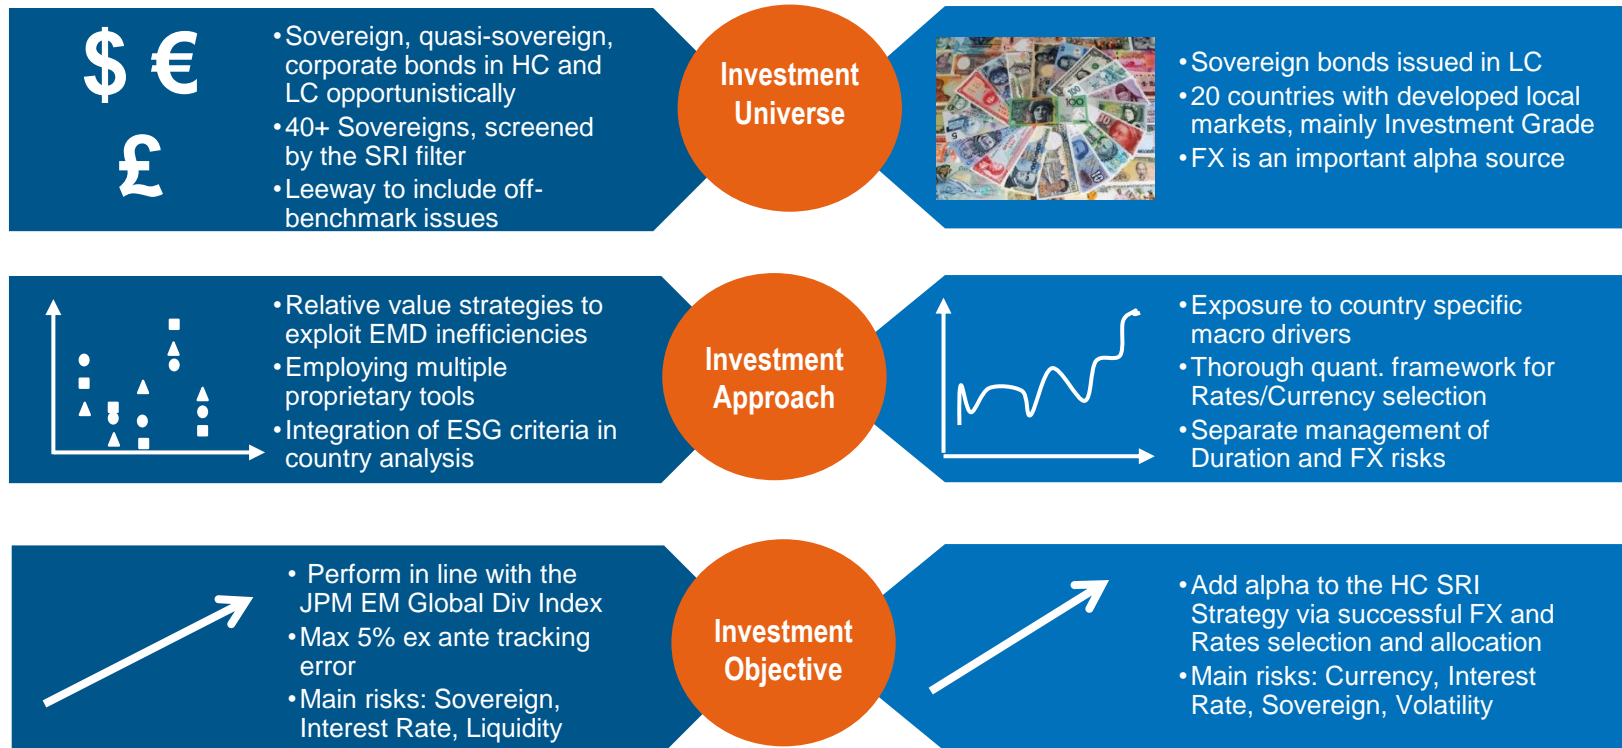 $ €
£
•Sovereign, quasi-sovereign,
corporate bonds in HC and
LC opportunistically
•40+ Sovereigns, screened
by the SRI filter
•Leeway to include off-
benchmark issues
Investment
Universe
•Sovereign bonds issued in LC
•20 countries with developed local
markets, mainly Investment Grade
•FX is an important alpha source
•Relative value strategies to
exploit EMD inefficiencies
•Employing multiple
proprietary tools
•Integration of ESG criteria in
country analysis
Investment
Approach
•Exposure to country specific
macro drivers
•Thorough quant. framework for
Rates/Currency selection
•Separate management of
Duration and FX risks
• Perform in line with the
JPM EM Global Div Index
•Max 5% ex ante tracking
error
•Main risks: Sovereign,
Interest Rate, Liquidity
Investment
Objective
•Add alpha to the HC SRI
Strategy via successful FX and
Rates selection and allocation
•Main risks: Currency, Interest
Rate, Sovereign, Volatility